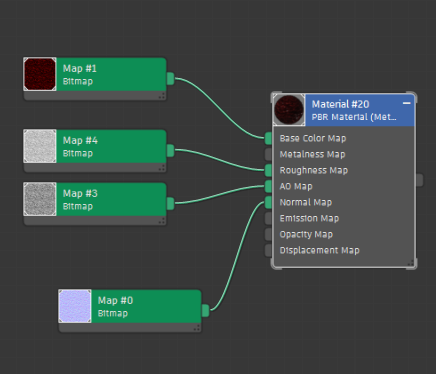 Map #1
Bitmap
Map #4
Bitmap
Map #3
Bitmap
Map #0
Bitmap
Material #20
PBR Material (Met...
Base Color Map
Metalness Map
Roughness Map
AO Map
Normal Map
Emission Map
Opacity Map
Displacement Map